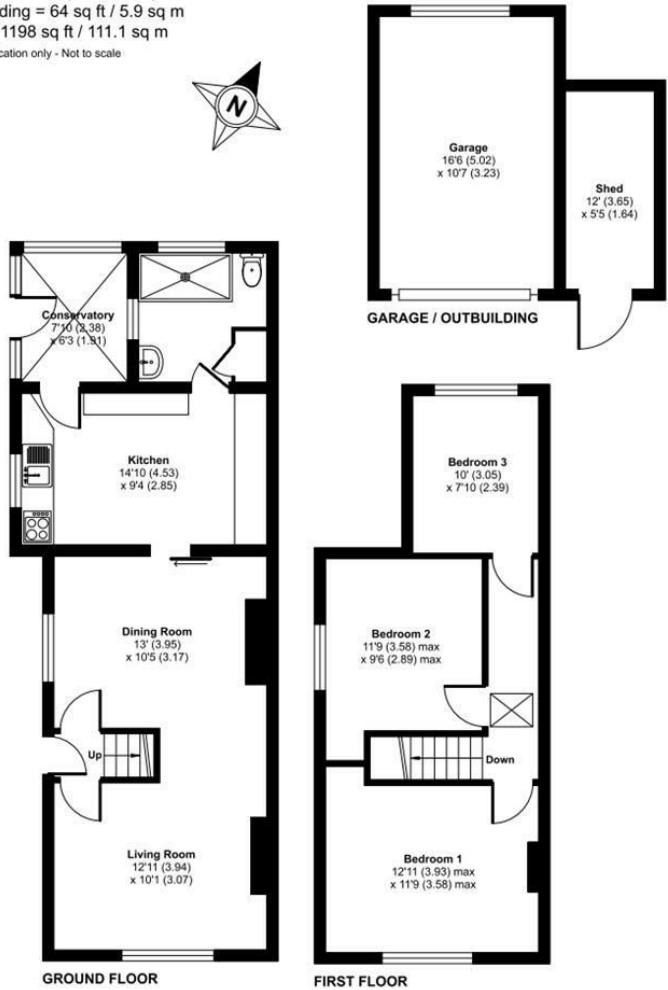 ding = 64 sq ft / 5.9 sq m
1198 sq ft / 111.1 sq m
cation only - Not to scale
N
Garage
16'6 (5.02)
x 10'7 (3.23)
Shed
12' (3.65)
x 5'5 (1.64)
GARAGE / OUTBUILDING
Conservatory
7'10 (2.38)
x 6'3 (1.91)
Kitchen
14'10 (4.53)
x 9'4 (2.85)
Dining Room
13' (3.95)
x 10'5 (3.17)
Up
Living Room
12'11 (3.94)
x 10'1 (3.07)
GROUND FLOOR
Bedroom 3
10' (3.05)
x 7'10 (2.39)
Bedroom 2
11'9 (3.58) max
x 9'6 (2.89) max
Down
Bedroom 1
12'11 (3.93) max
x 11'9 (3.58) max
FIRST FLOOR